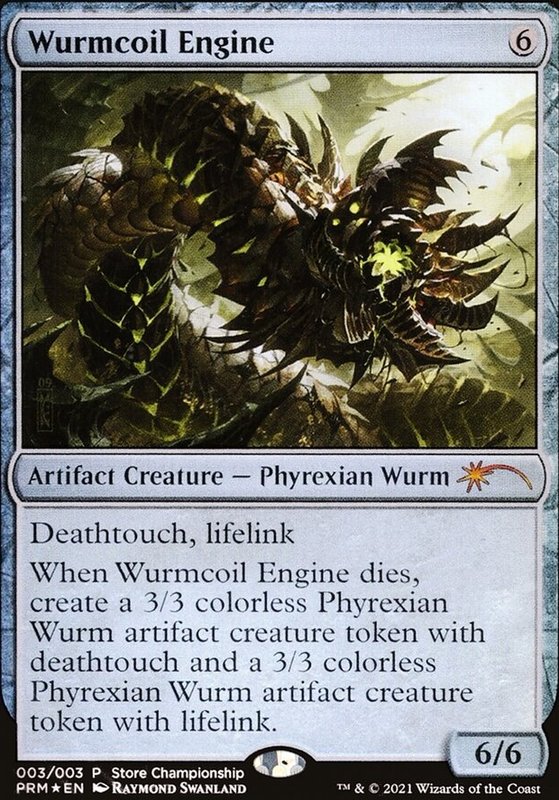 Wurmcoil Engine 6
Artifact Creature — Phyrexian Wurm
Deathtouch, lifelink
When Wurmcoil Engine dies,
create a 3/3 colorless Phyrexian
Wurm artifact creature token with
deathtouch and a 3/3 colorless
Phyrexian Wurm artifact creature
token with lifelink.
6/6
003/003 P Store Championship
PRM★EN Raymond Swanland
™ & © 2021 Wizards of the Coast